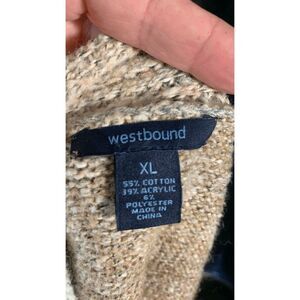 westbound
XL
55% COTTON
39% ACRYLIC
6%
POLYESTER
MADE IN
CHINA